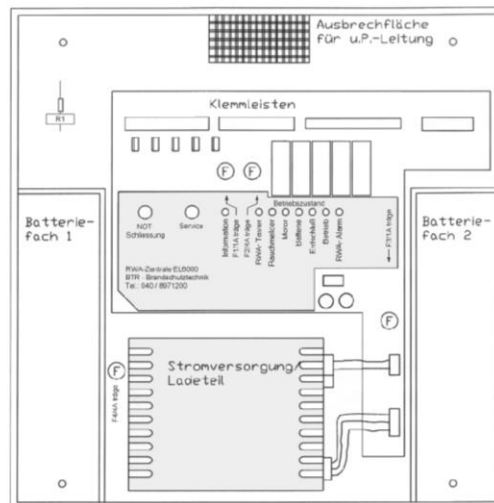 Ausbrechfläche
für u.P.-Leitung
Klemmleisten
R1
F
F
Batterie-
fach 1
Batterie-
fach 2
Betriebszustand
NOT
Schliessung
Service
Information
F1/1A träge
F2/4A träge
RWA-Taster
Rauchmelder
Motor
Batterie
Erdschluß
Betrieb
RWA-Alarm
F3/1A träge
RWA-Zentrale EL6000
BTR - Brandschutztechnik
Tel.: 040 / 8971200
F
F
F4/4A träge
Stromversorgung/
Ladeteil